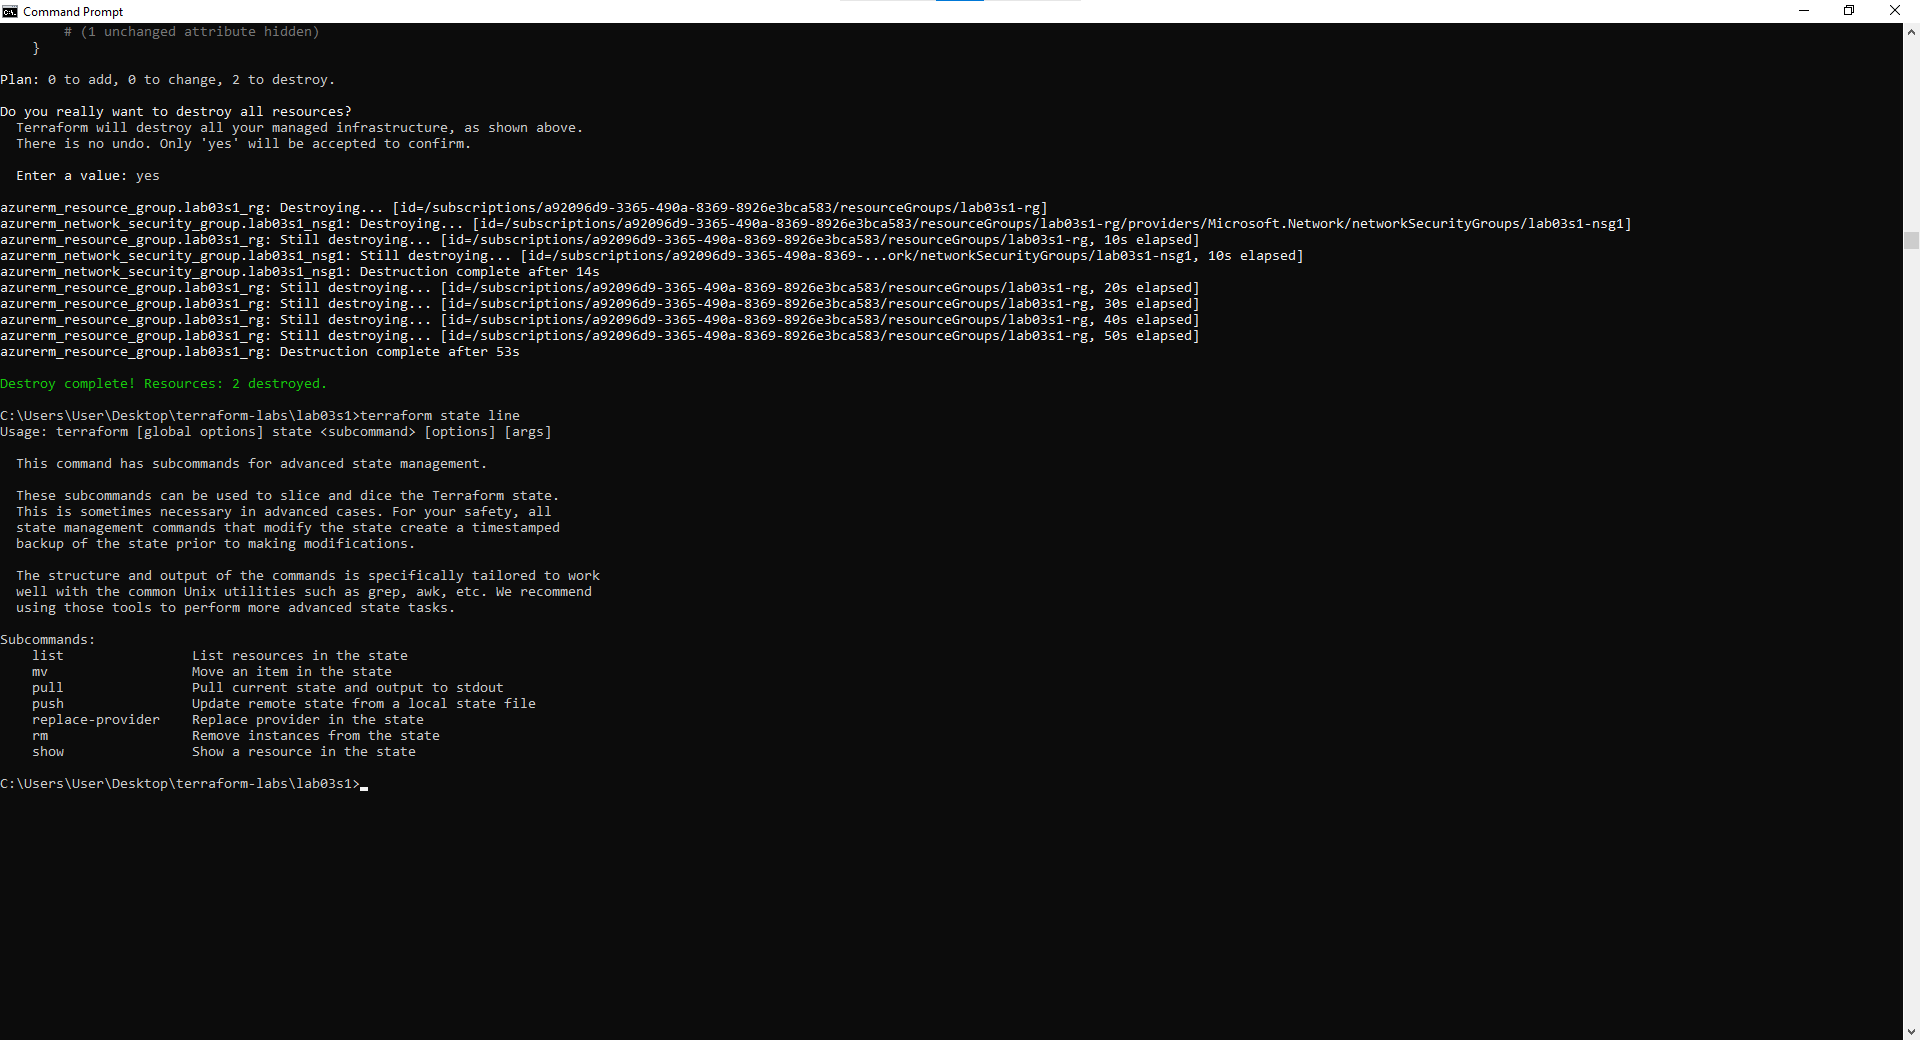 Command Prompt
# (1 unchanged attribute hidden)
}
Plan: 0 to add, 0 to change, 2 to destroy.
Do you really want to destroy all resources?
Terraform will destroy all your managed infrastructure, as shown above.
There is no undo. Only 'yes' will be accepted to confirm.
Enter a value: yes
azurerm_resource_group.lab03s1_rg: Destroying... [id=/subscriptions/a92096d9-3365-490a-8369-8926e3bca583/resourceGroups/lab03s1-rg]
azurerm_network_security_group.lab03s1_nsg1: Destroying... [id=/subscriptions/a92096d9-3365-490a-8369-8926e3bca583/resourceGroups/lab03s1-rg/providers/Microsoft.Network/networkSecurityGroups/lab03s1-nsg1]
azurerm_resource_group.lab03s1_rg: Still destroying... [id=/subscriptions/a92096d9-3365-490a-8369-8926e3bca583/resourceGroups/lab03s1-rg, 10s elapsed]
azurerm_network_security_group.lab03s1_nsg1: Still destroying... [id=/subscriptions/a92096d9-3365-490a-8369-...ork/networkSecurityGroups/lab03s1-nsg1, 10s elapsed]
azurerm_network_security_group.lab03s1_nsg1: Destruction complete after 14s
azurerm_resource_group.lab03s1_rg: Still destroying... [id=/subscriptions/a92096d9-3365-490a-8369-8926e3bca583/resourceGroups/lab03s1-rg, 20s elapsed]
azurerm_resource_group.lab03s1_rg: Still destroying... [id=/subscriptions/a92096d9-3365-490a-8369-8926e3bca583/resourceGroups/lab03s1-rg, 30s elapsed]
azurerm_resource_group.lab03s1_rg: Still destroying... [id=/subscriptions/a92096d9-3365-490a-8369-8926e3bca583/resourceGroups/lab03s1-rg, 40s elapsed]
azurerm_resource_group.lab03s1_rg: Still destroying... [id=/subscriptions/a92096d9-3365-490a-8369-8926e3bca583/resourceGroups/lab03s1-rg, 50s elapsed]
azurerm_resource_group.lab03s1_rg: Destruction complete after 53s
Destroy complete! Resources: 2 destroyed.
C:\Users\User\Desktop\terraform-labs\lab03s1>terraform state line
Usage: terraform [global options] state <subcommand> [options] [args]
This command has subcommands for advanced state management.
These subcommands can be used to slice and dice the Terraform state.
This is sometimes necessary in advanced cases. For your safety, all
state management commands that modify the state create a timestamped
backup of the state prior to making modifications.
The structure and output of the commands is specifically tailored to work
well with the common Unix utilities such as grep, awk, etc. We recommend
using those tools to perform more advanced state tasks.
Subcommands:
list List resources in the state
mv Move an item in the state
pull Pull current state and output to stdout
push Update remote state from a local state file
replace-provider Replace provider in the state
rm Remove instances from the state
show Show a resource in the state
C:\Users\User\Desktop\terraform-labs\lab03s1>